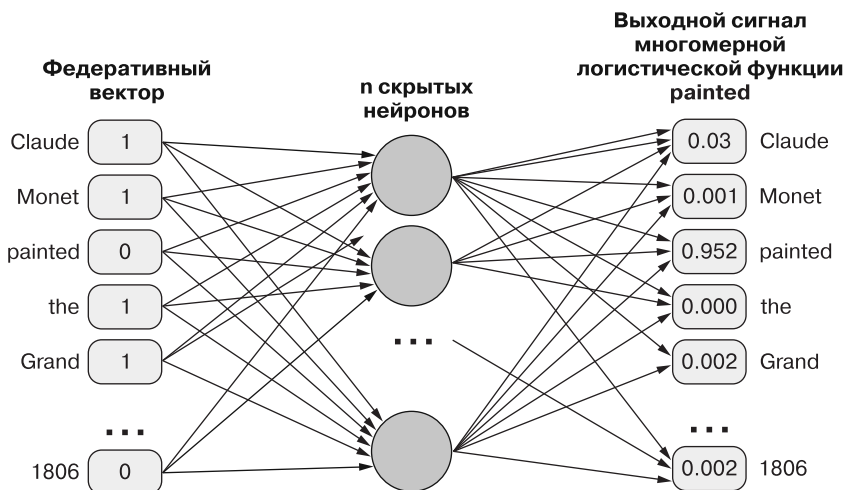 Федеративный
вектор
n скрытых
нейронов
Выходной сигнал
многомерной
логистической функции
painted
Claude 1
Monet 1
painted 0
the 1
Grand 1
...
1806 0
...
0.03 Claude
0.001 Monet
0.952 painted
0.000 the
0.002 Grand
...
0.002 1806